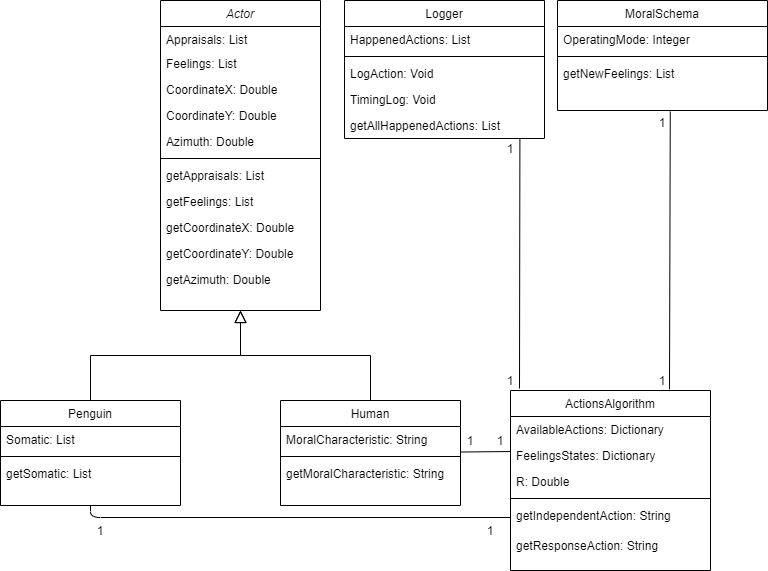 Actor
Appraisals: List
Feelings: List
CoordinateX: Double
CoordinateY: Double
Azimuth: Double
getAppraisals: List
getFeelings: List
getCoordinateX: Double
getCoordinateY: Double
getAzimuth: Double
Logger
HappenedActions: List
LogAction: Void
TimingLog: Void
getAllHappenedActions: List
1
MoralSchema
OperatingMode: Integer
getNewFeelings: List
1
1
1
Penguin
Somatic: List
getSomatic: List
1
Human
MoralCharacteristic: String
getMoralCharacteristic: String
1
1
1
ActionsAlgorithm
AvailableActions: Dictionary
FeelingsStates: Dictionary
R: Double
getIndependentAction: String
getResponseAction: String